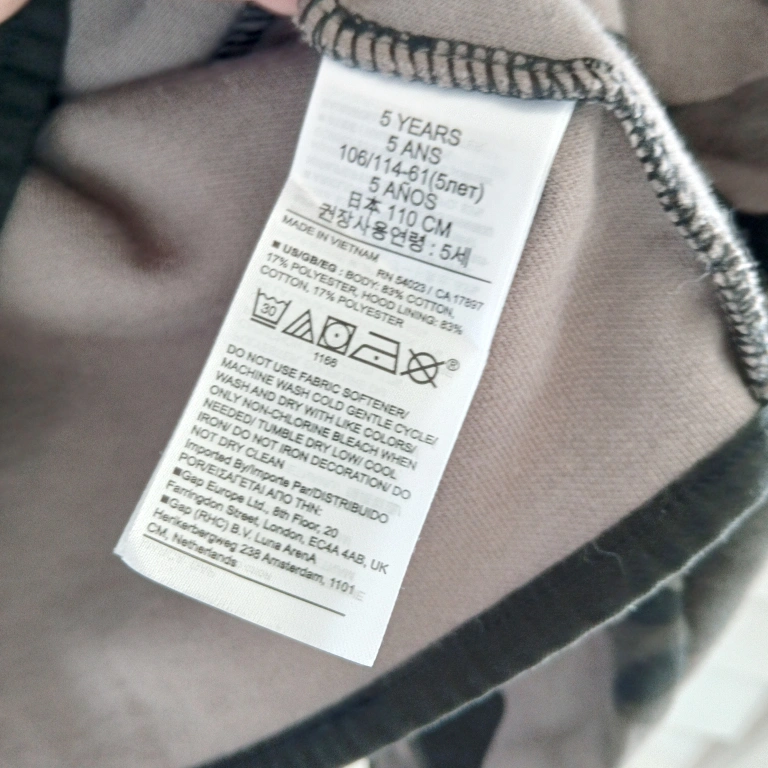 5 YEARS
5 ANS
106/114-61(5лет)
5 AÑOS
日本 110 CM
권장사용연령 : 5세
MADE IN VIETNAM
RN 54023 / CA 17897
■ US/GB/EG : BODY: 83% COTTON,
17% POLYESTER, HOOD LINING: 83%
COTTON, 17% POLYESTER
30
®
1166
DO NOT USE FABRIC SOFTENER/
MACHINE WASH COLD GENTLE CYCLE/
WASH AND DRY WITH LIKE COLORS/
ONLY NON-CHLORINE BLEACH WHEN
NEEDED/ TUMBLE DRY LOW/ COOL
IRON/ DO NOT IRON DECORATION/ DO
NOT DRY CLEAN
Imported By/Importe Par/DISTRIBUIDO
POR/ΕΙΣΑΓΕΤΑΙ ΑΠΟ ΤΗΝ:
■Gap Europe Ltd., 8th Floor, 20
Farringdon Street, London, EC4A 4AB, UK
■Gap (RHC) B.V. Luna ArenA
Herikerbergweg 238 Amsterdam, 1101
CM, Netherlands